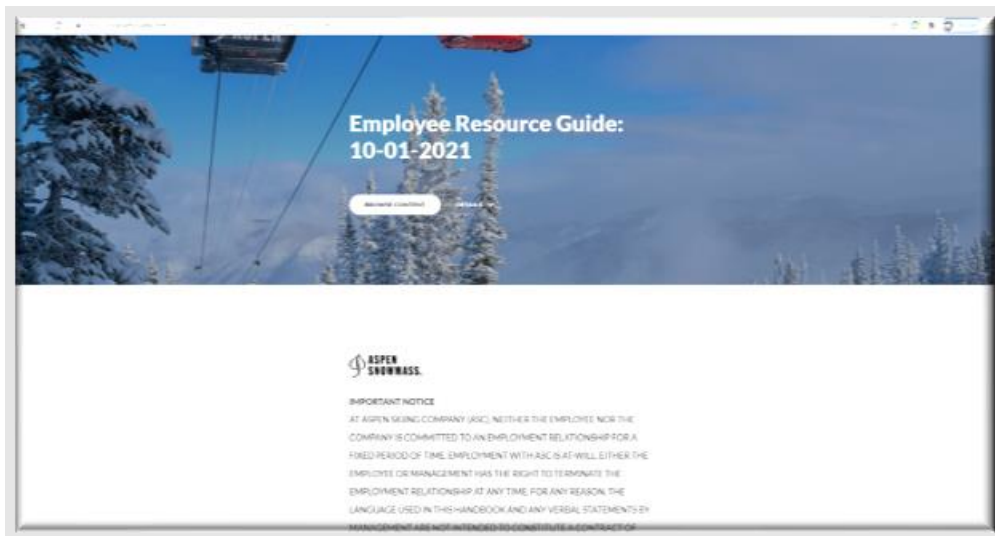 ASPEN
Employee Resource Guide:
10-01-2021
BROWSE CONTENT DETAILS
ASPEN
SNOWMASS.
IMPORTANT NOTICE
AT ASPEN SKIING COMPANY (ASC), NEITHER THE EMPLOYEE NOR THE
COMPANY IS COMMITTED TO AN EMPLOYMENT RELATIONSHIP FOR A
FIXED PERIOD OF TIME. EMPLOYMENT WITH ASC IS AT-WILL. EITHER THE
EMPLOYEE OR MANAGEMENT HAS THE RIGHT TO TERMINATE THE
EMPLOYMENT RELATIONSHIP AT ANY TIME, FOR ANY REASON. THE
LANGUAGE USED IN THIS HANDBOOK AND ANY VERBAL STATEMENTS BY
MANAGEMENT ARE NOT INTENDED TO CONSTITUTE A CONTRACT OF